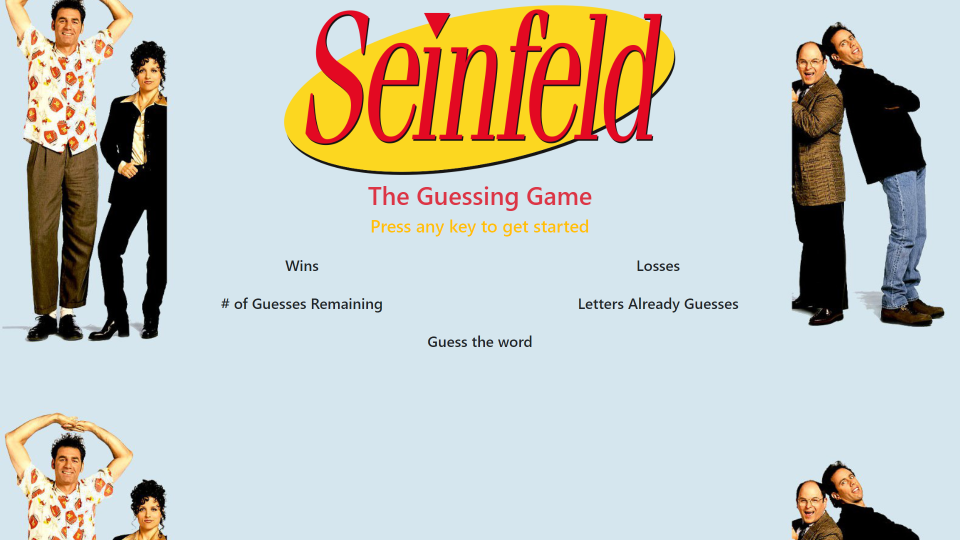 Seinfeld
The Guessing Game
Press any key to get started
Wins
Losses
# of Guesses Remaining
Letters Already Guesses
Guess the word